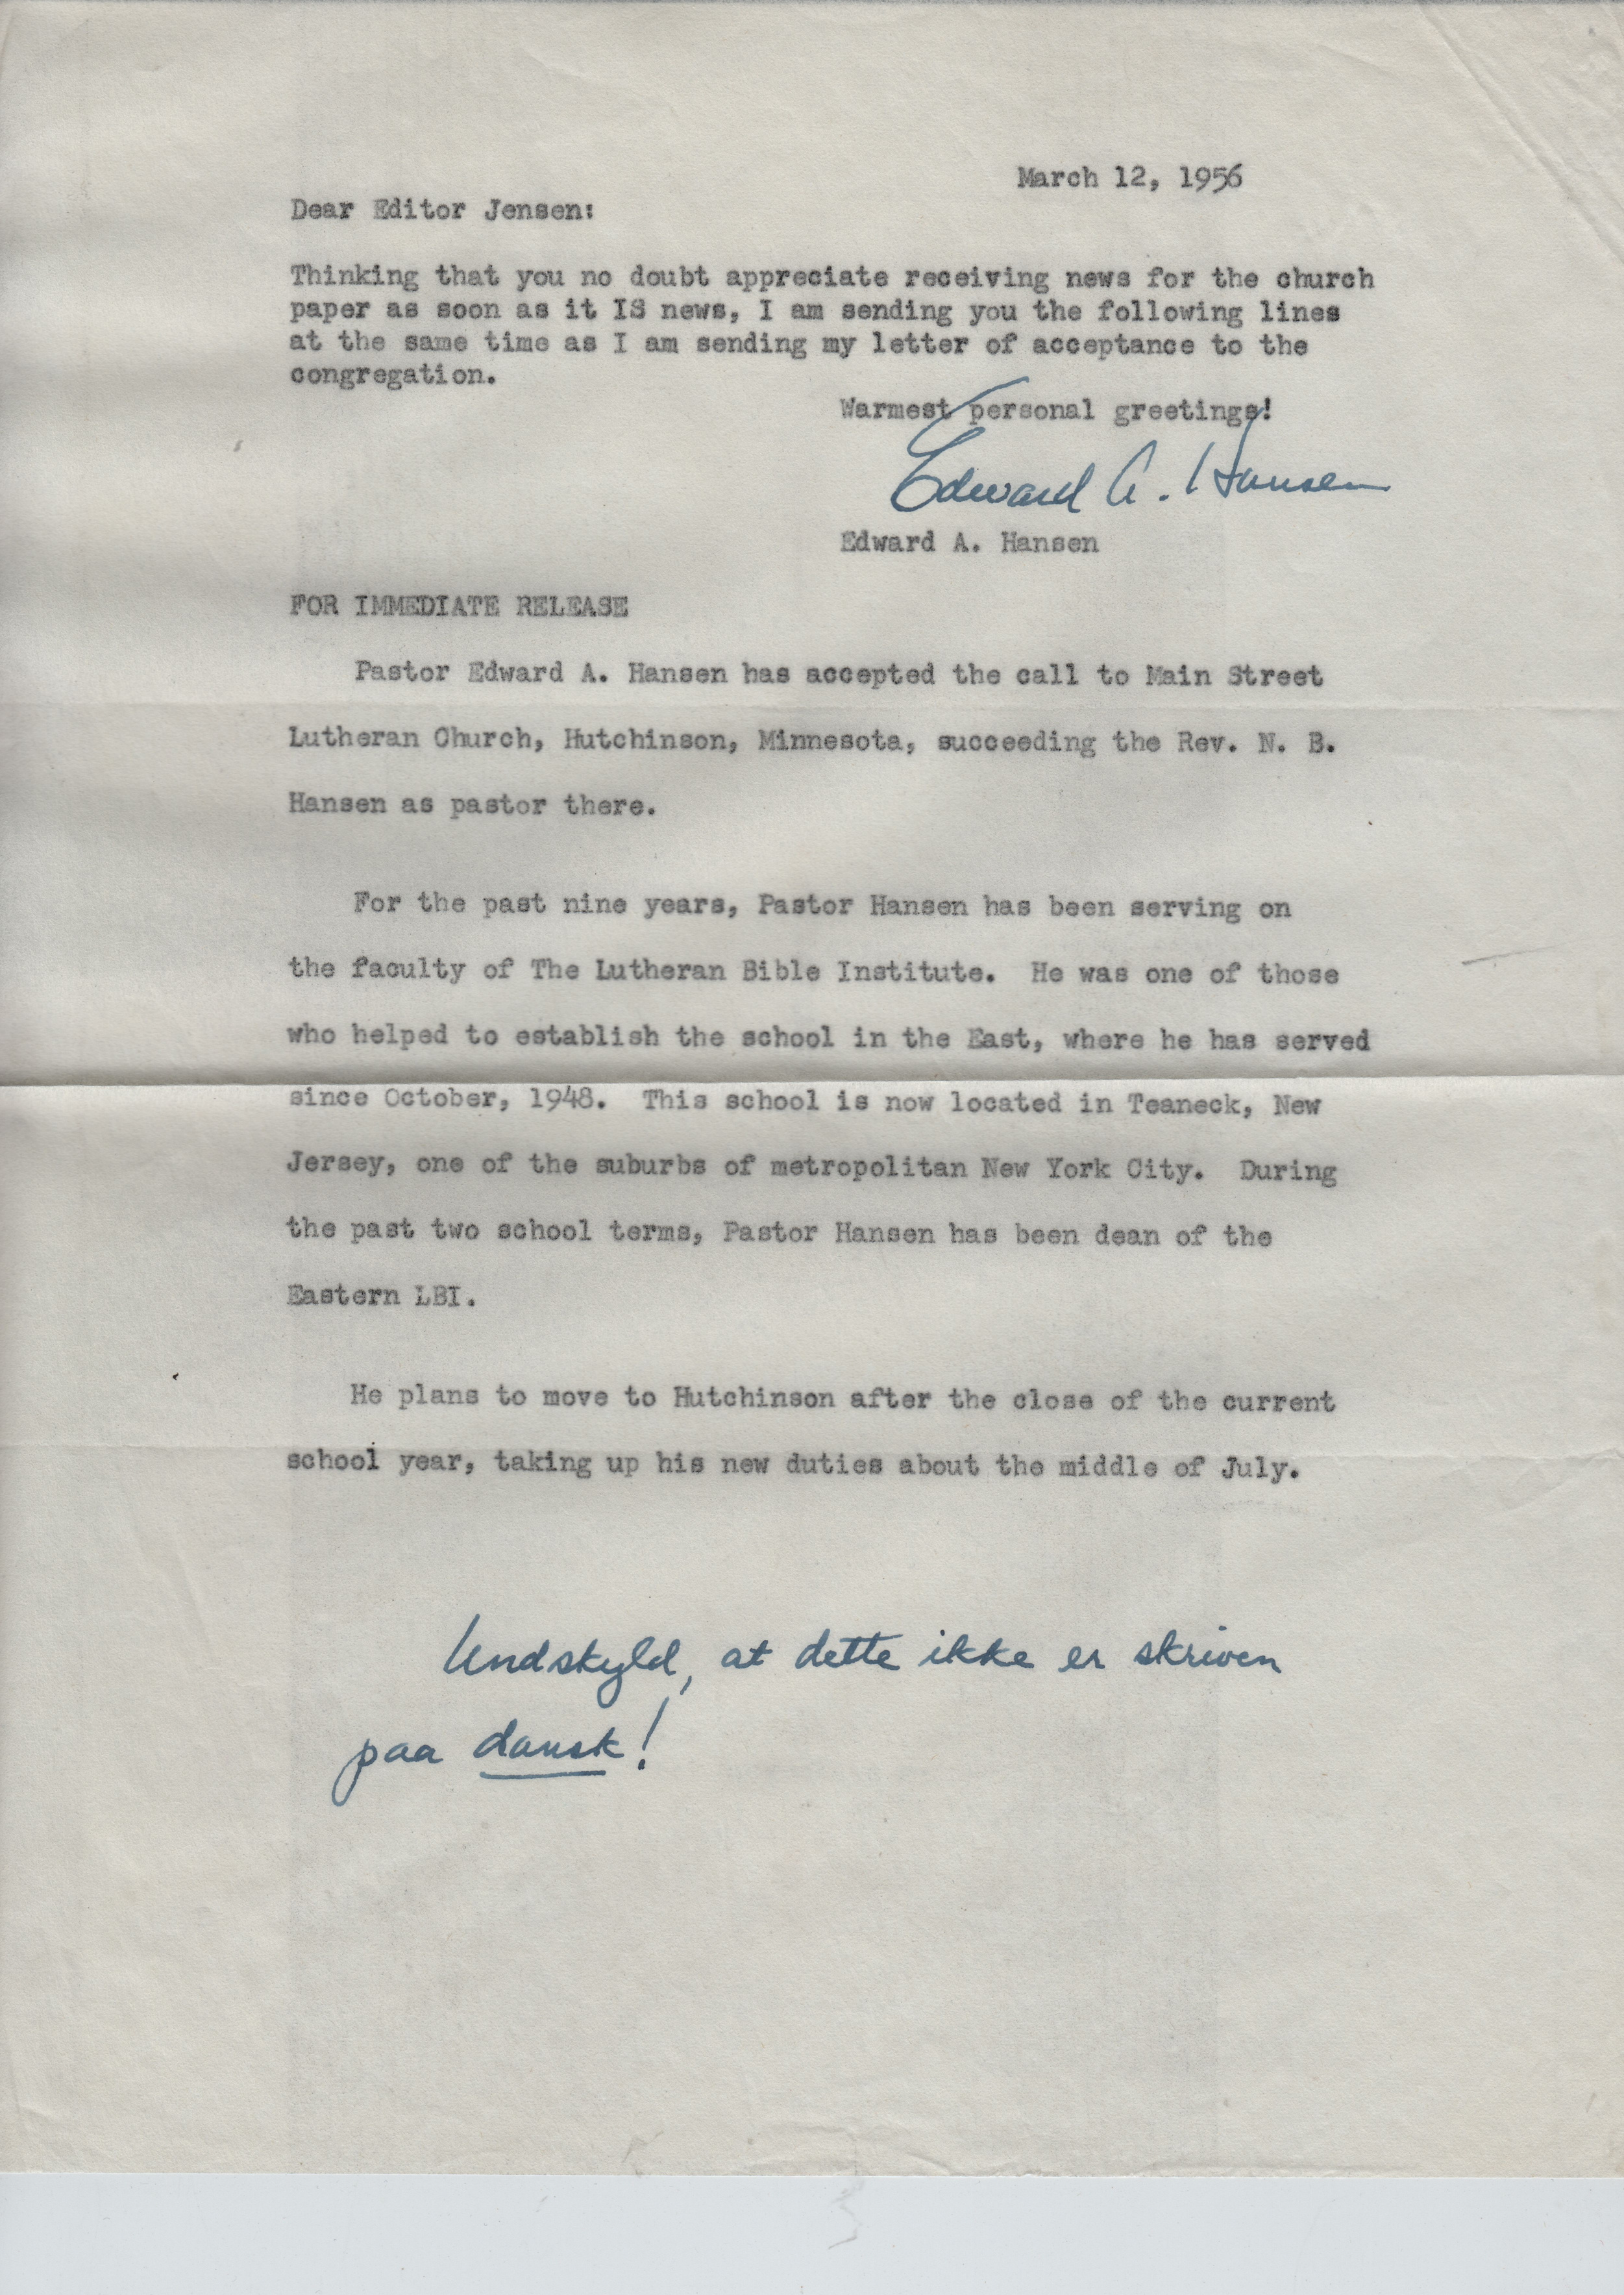 March 12, 1956
Dear Editor Jensen:
Thinking that you no doubt appreciate receiving news for the church
paper as soon as it IS news, I am sending you the following lines
at the same time as I am sending my letter of acceptance to the
congregation.
Warmest personal greetings!
Edward A. Hansen
Edward A. Hansen
FOR IMMEDIATE RELEASE
Pastor Edward A. Hansen has accepted the call to Main Street
Lutheran Church, Hutchinson, Minnesota, succeeding the Rev. N. B.
Hansen as pastor there.
For the past nine years, Pastor Hansen has been serving on
the faculty of The Lutheran Bible Institute. He was one of those
who helped to establish the school in the East, where he has served
since October, 1948. This school is now located in Teaneck, New
Jersey, one of the suburbs of metropolitan New York City. During
the past two school terms, Pastor Hansen has been dean of the
Eastern LBI.
He plans to move to Hutchinson after the close of the current
school year, taking up his new duties about the middle of July.
Undskyld, at dette ikke er skriven
paa dansk!